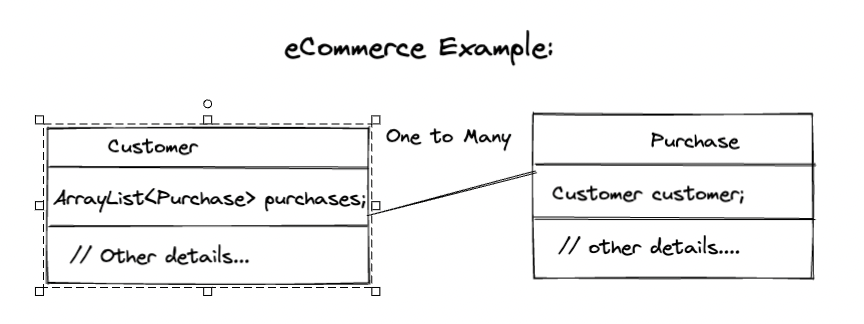 eCommerce Example:
Customer
One to Many
Purchase
ArrayList<Purchase> purchases;
Customer customer;
// Other details...
// other details....